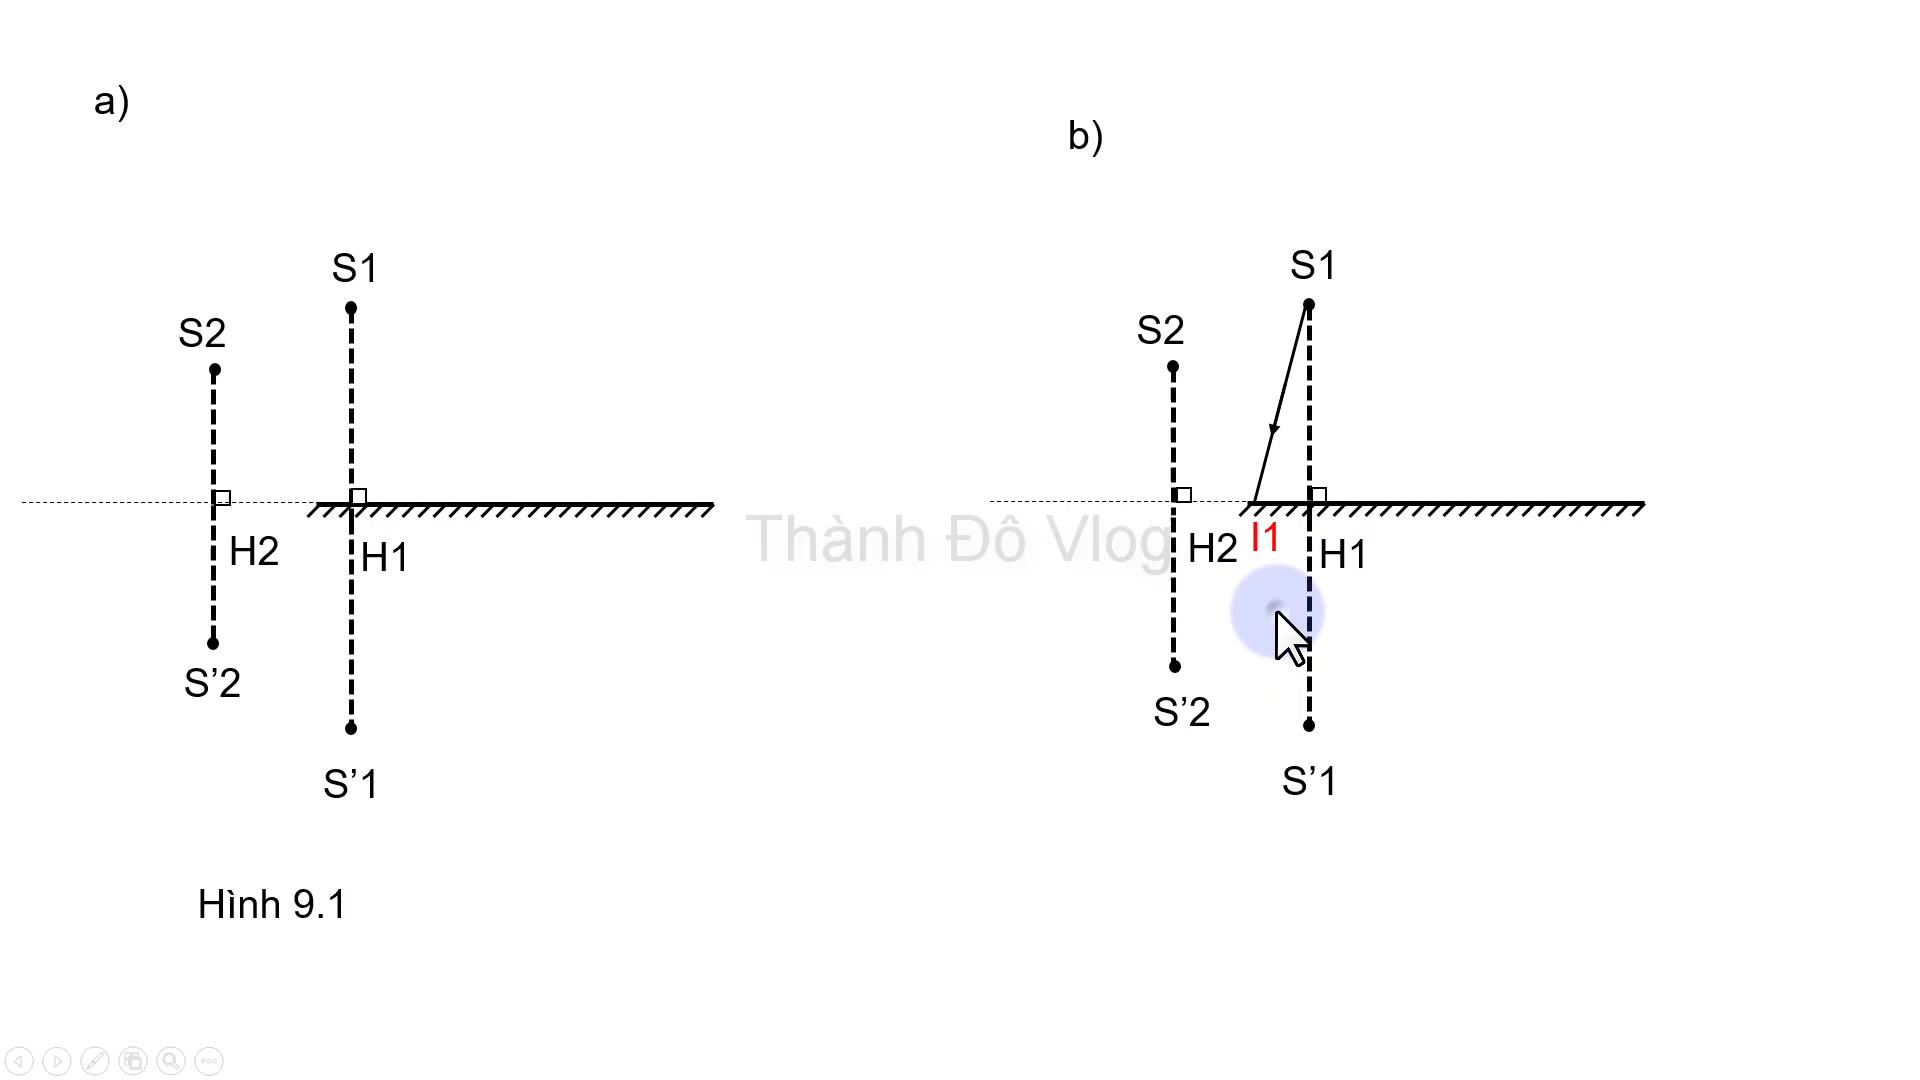 a)
S1
S2
H2
H1
S’2
S’1
Hình 9.1
b)
S1
S2
H2
I1
H1
S’2
S’1
Thành Đô Vlog